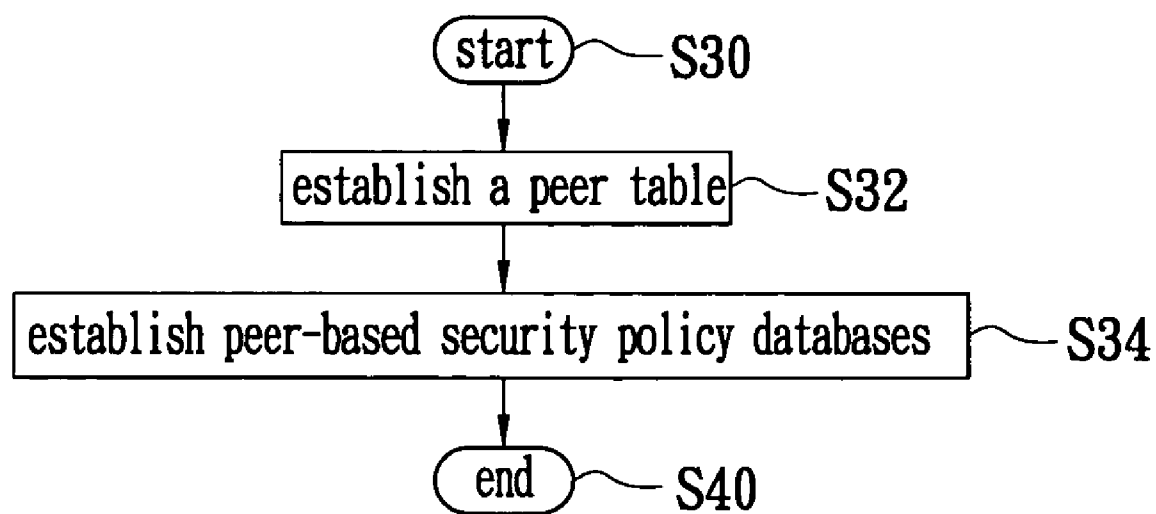 start S30
establish a peer table S32
establish peer-based security policy databases S34
end S40